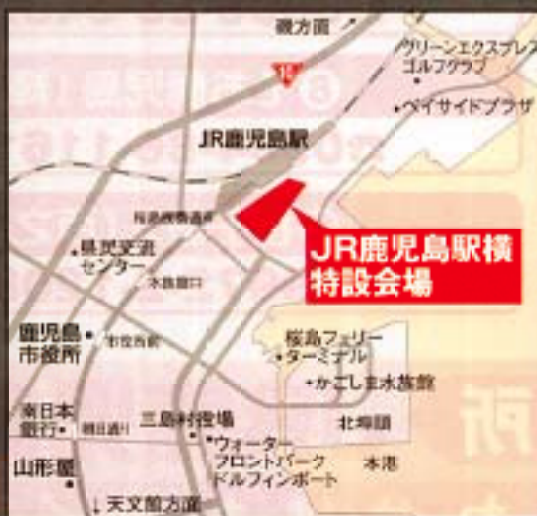 磯方面
10
グリーンエクスプレス
ゴルフクラブ
ベイサイドプラザ
JR鹿児島駅
桜島桟橋通り
県民交流
センター
水族館口
JR鹿児島駅横
特設会場
鹿児島
市役所
市役所前
桜島フェリー
ターミナル
かごしま水族館
南日本
銀行
朝日通り
三島村役場
北埠頭
ウォーター
フロントパーク
ドルフィンポート
本港
山形屋
↓天文館方面
所